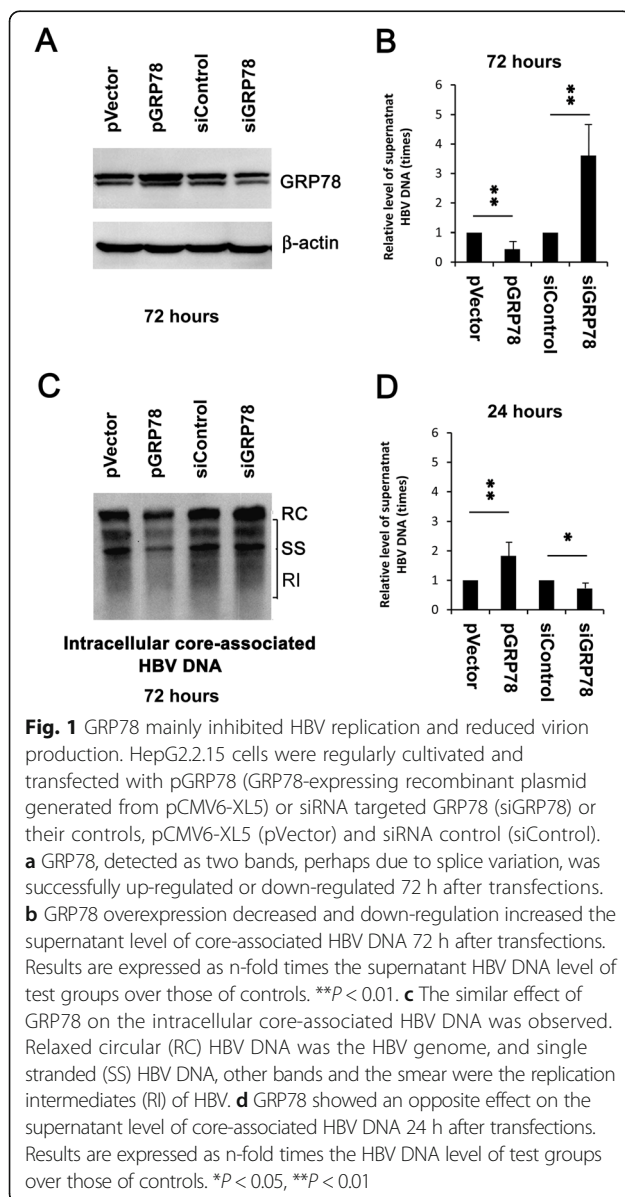 A
pVector
pGRP78
siControl
siGRP78
GRP78
β-actin
72 hours
B
72 hours
Relative level of supernatnat
HBV DNA (times)
6
5
4
3
2
1
0
**
**
pVector
pGRP78
siControl
siGRP78
C
pVector
pGRP78
siControl
siGRP78
RC
SS
RI
Intracellular core-associated
HBV DNA
72 hours
D
24 hours
Relative level of supernatnat
HBV DNA (times)
6
5
4
3
2
1
0
**
*
pVector
pGRP78
siControl
siGRP78
Fig. 1 GRP78 mainly inhibited HBV replication and reduced virion
production. HepG2.2.15 cells were regularly cultivated and
transfected with pGRP78 (GRP78-expressing recombinant plasmid
generated from pCMV6-XL5) or siRNA targeted GRP78 (siGRP78) or
their controls, pCMV6-XL5 (pVector) and siRNA control (siControl).
a GRP78, detected as two bands, perhaps due to splice variation, was
successfully up-regulated or down-regulated 72 h after transfections.
b GRP78 overexpression decreased and down-regulation increased the
supernatant level of core-associated HBV DNA 72 h after transfections.
Results are expressed as n-fold times the supernatant HBV DNA level of
test groups over those of controls. **P < 0.01. c The similar effect of
GRP78 on the intracellular core-associated HBV DNA was observed.
Relaxed circular (RC) HBV DNA was the HBV genome, and single
stranded (SS) HBV DNA, other bands and the smear were the replication
intermediates (RI) of HBV. d GRP78 showed an opposite effect on the
supernatant level of core-associated HBV DNA 24 h after transfections.
Results are expressed as n-fold times the HBV DNA level of test groups
over those of controls. *P < 0.05, **P < 0.01